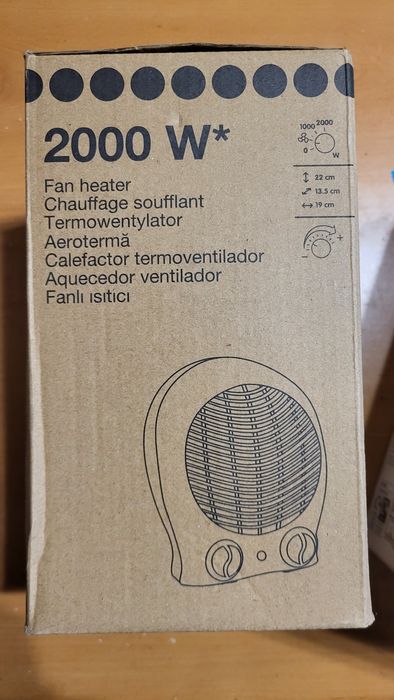 2000 W*
Fan heater
Chauffage soufflant
Termowentylator
Aerotermă
Calefactor termoventilador
Aquecedor ventilador
Fanlı ısıtıcı
1000 2000
0
W
22 cm
13.5 cm
19 cm
- +